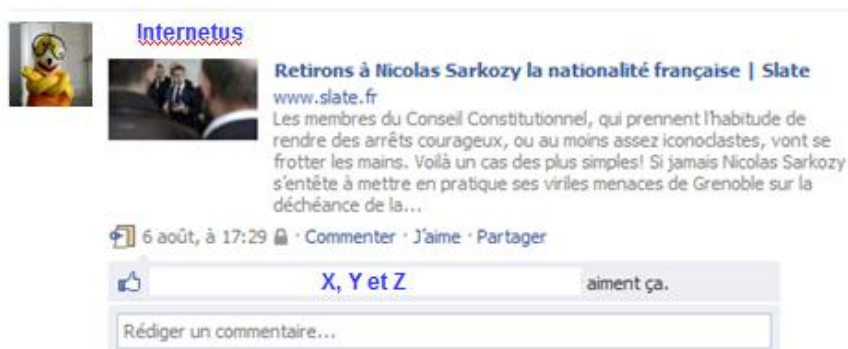 Internetus
Retirons à Nicolas Sarkozy la nationalité française | Slate
www.slate.fr
Les membres du Conseil Constitutionnel, qui prennent l'habitude de
rendre des arrêts courageux, ou au moins assez iconoclastes, vont se
frotter les mains. Voilà un cas des plus simples! Si jamais Nicolas Sarkozy
s'entête à mettre en pratique ses viriles menaces de Grenoble sur la
déchéance de la...
6 août, à 17:29 · Commenter · J'aime · Partager
X, Y et Z aiment ça.
Rédiger un commentaire...